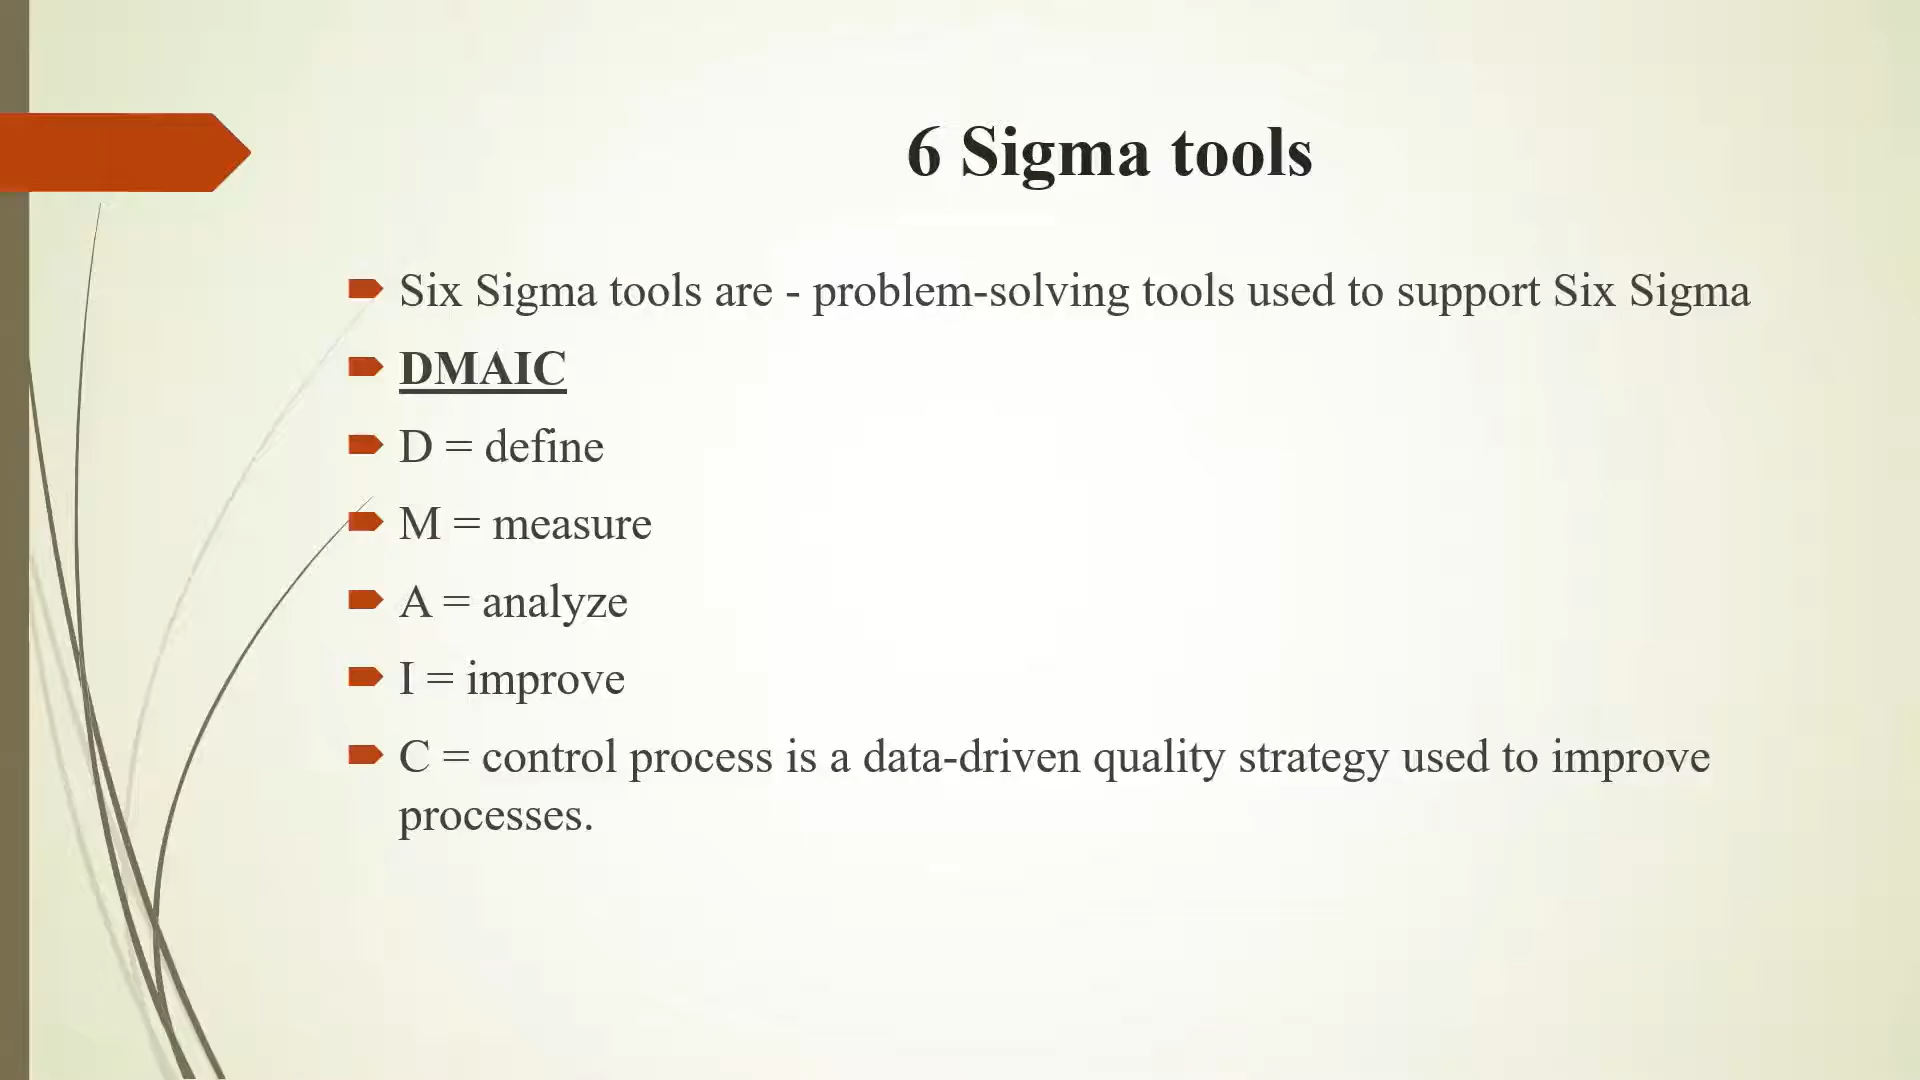 6 Sigma tools
Six Sigma tools are - problem-solving tools used to support Six Sigma
DMAIC
D = define
M = measure
A = analyze
I = improve
C = control process is a data-driven quality strategy used to improve
processes.